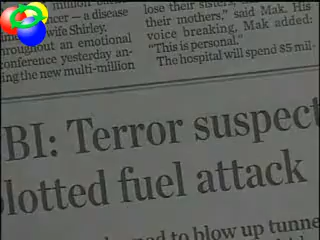 lose their sisters,
their mothers," said Mak. His
voice breaking, Mak added:
"This is personal."
The hospital will spend $5 mil-
cer — a disease
wife Shirley.
throughout an emotional
conference yesterday an-
ing the new multi-million
BI: Terror suspect
lotted fuel attack
to blow up tunne